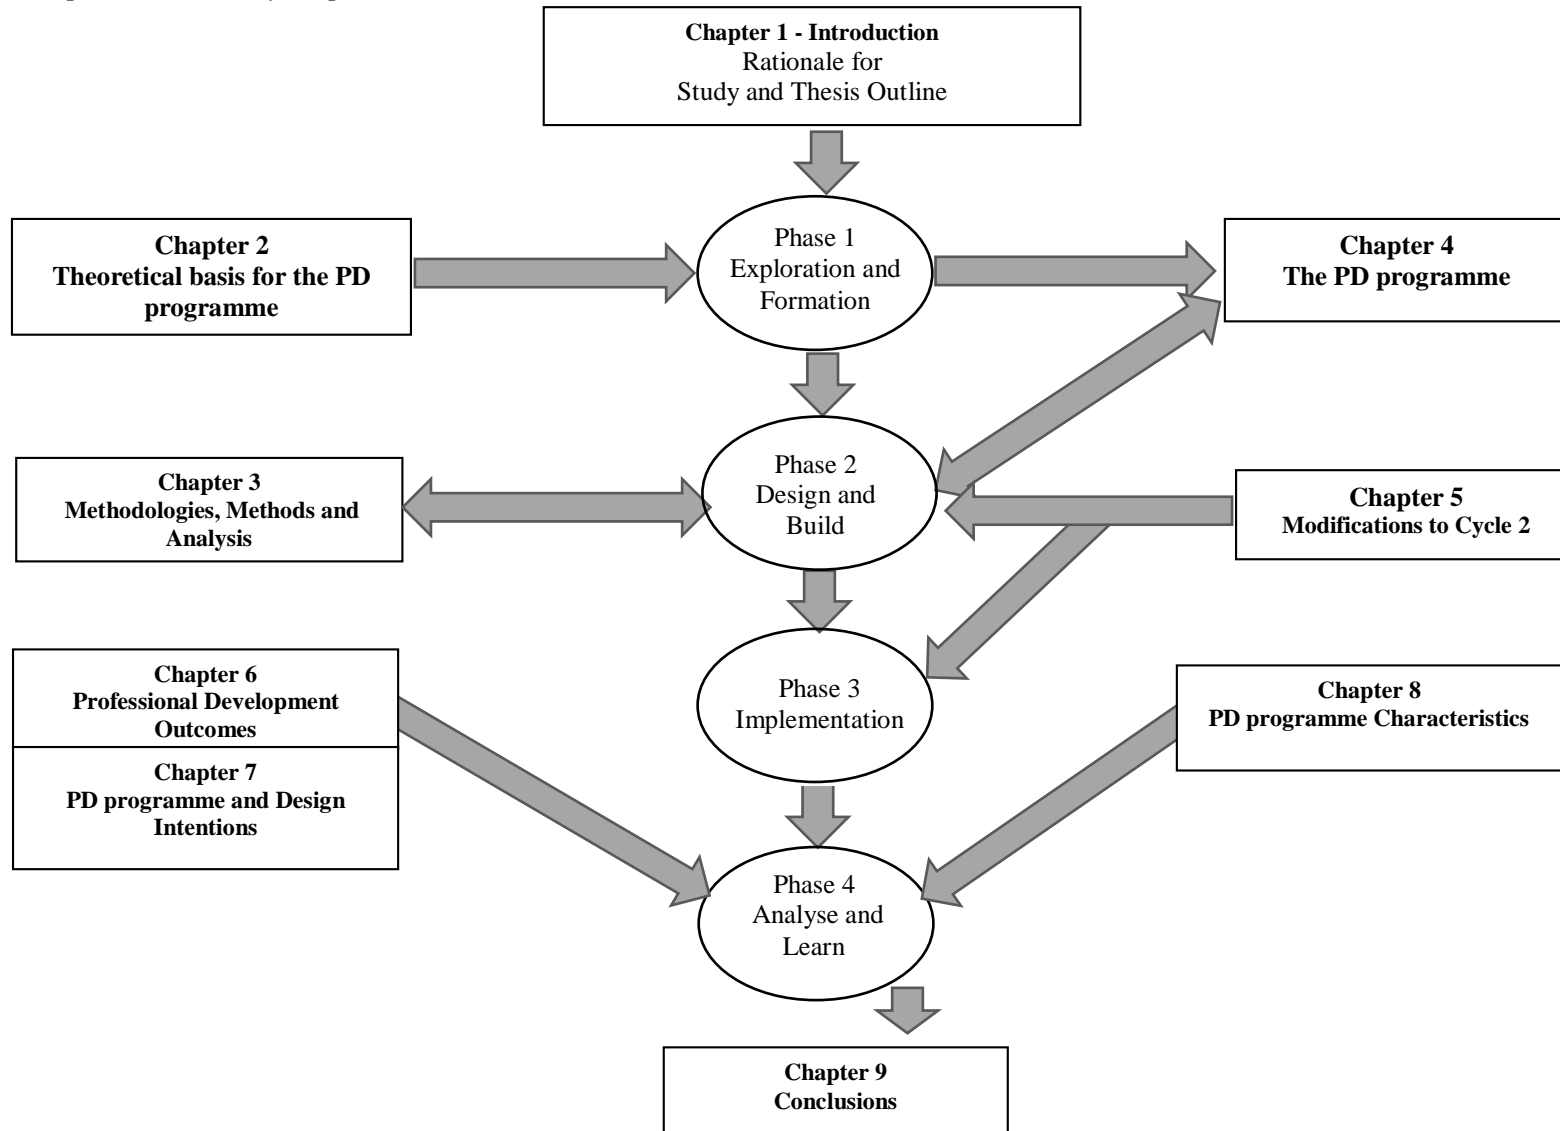 Chapter 1 - Introduction
Rationale for
Study and Thesis Outline
Chapter 2
Theoretical basis for the PD
programme
Phase 1
Exploration and
Formation
Chapter 4
The PD programme
Chapter 3
Methodologies, Methods and
Analysis
Phase 2
Design and
Build
Chapter 5
Modifications to Cycle 2
Chapter 6
Professional Development
Outcomes
Chapter 7
PD programme and Design
Intentions
Phase 3
Implementation
Chapter 8
PD programme Characteristics
Phase 4
Analyse and
Learn
Chapter 9
Conclusions